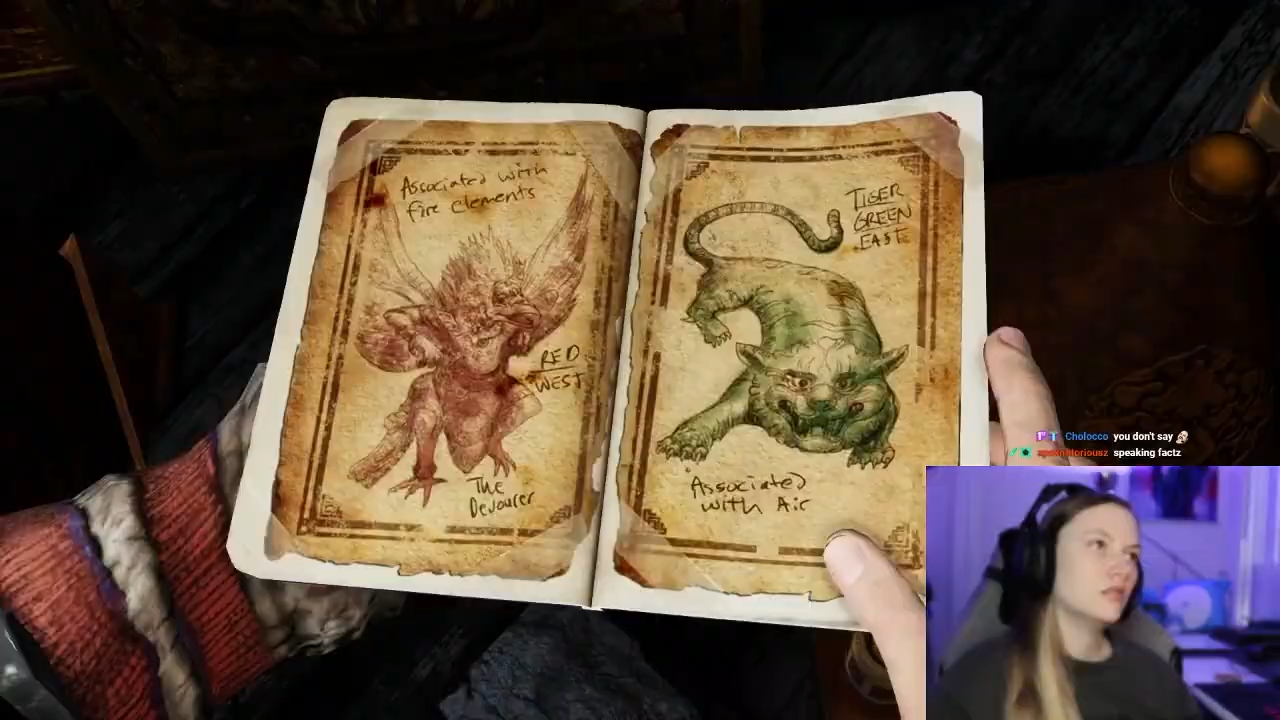 Associated with
fire elements
RED
WEST
The
Devourer
TIGER
GREEN
EAST
Associated
with Air
Cholocco you don't say
speaking factz